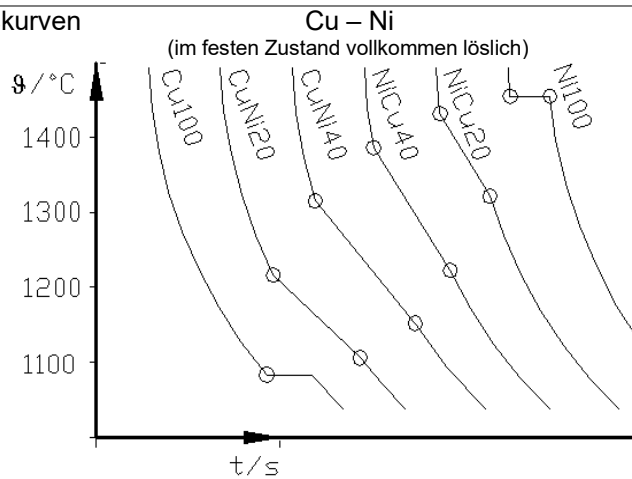 kurven
Cu – Ni
(im festen Zustand vollkommen löslich)
ϑ/°C
Cu100
CuNi20
CuNi40
NiCu40
NiCu20
Ni100
1400
1300
1200
1100
t/s